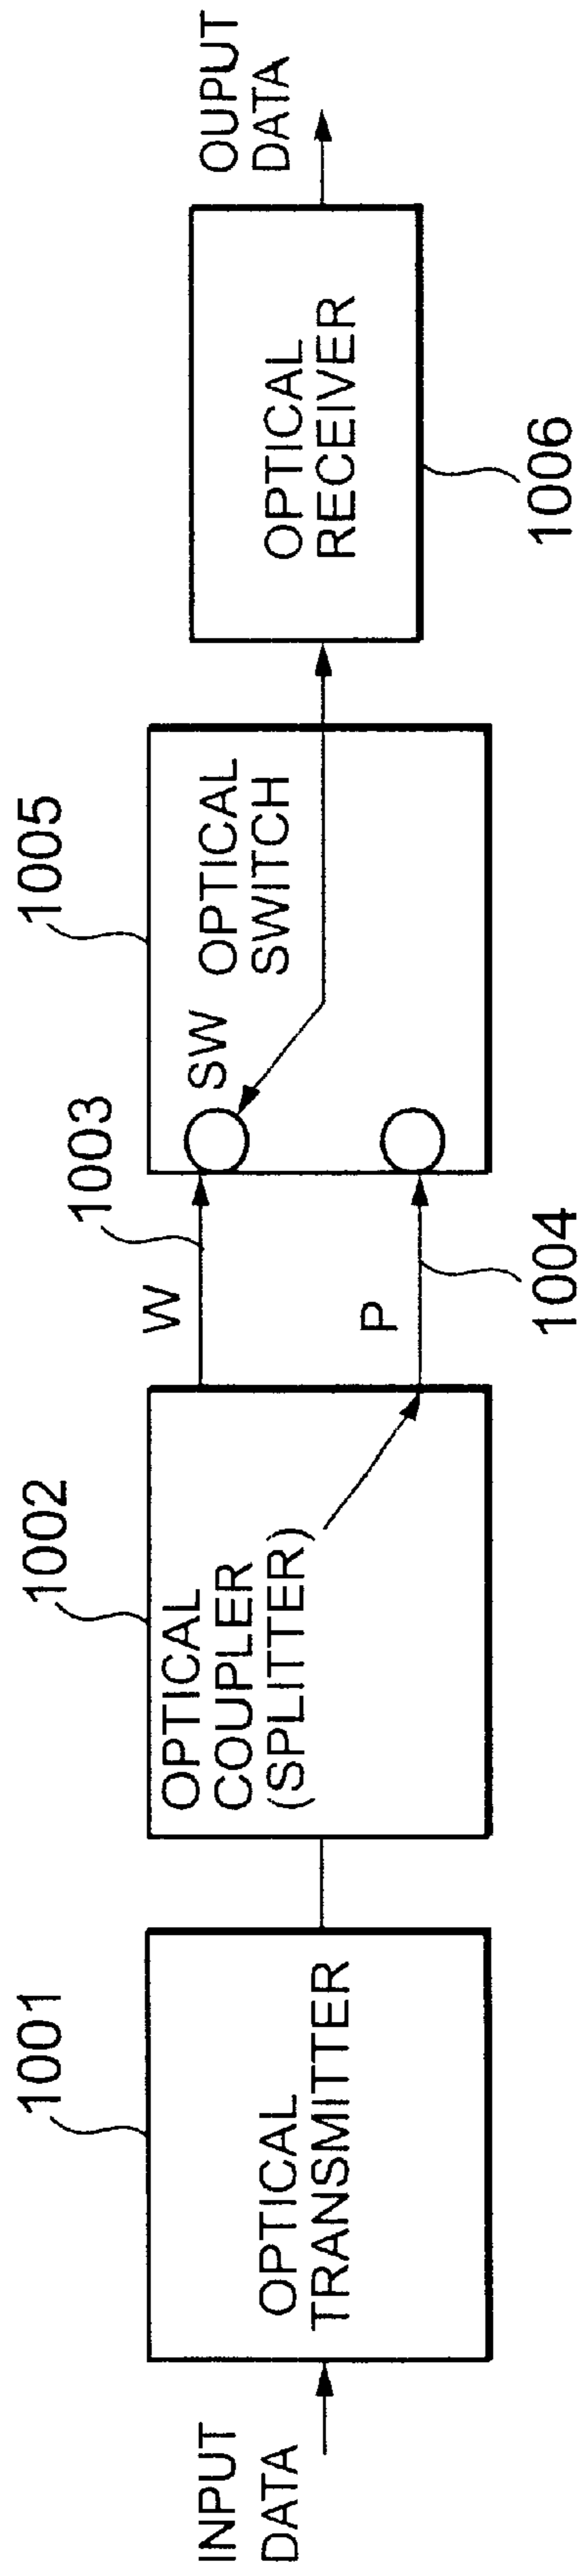 INPUT
DATA
1001
OPTICAL
TRANSMITTER
1002
OPTICAL
COUPLER
(SPLITTER)
W
1003
P
1004
1005
SW
OPTICAL
SWITCH
OPTICAL
RECEIVER
1006
OUPUT
DATA